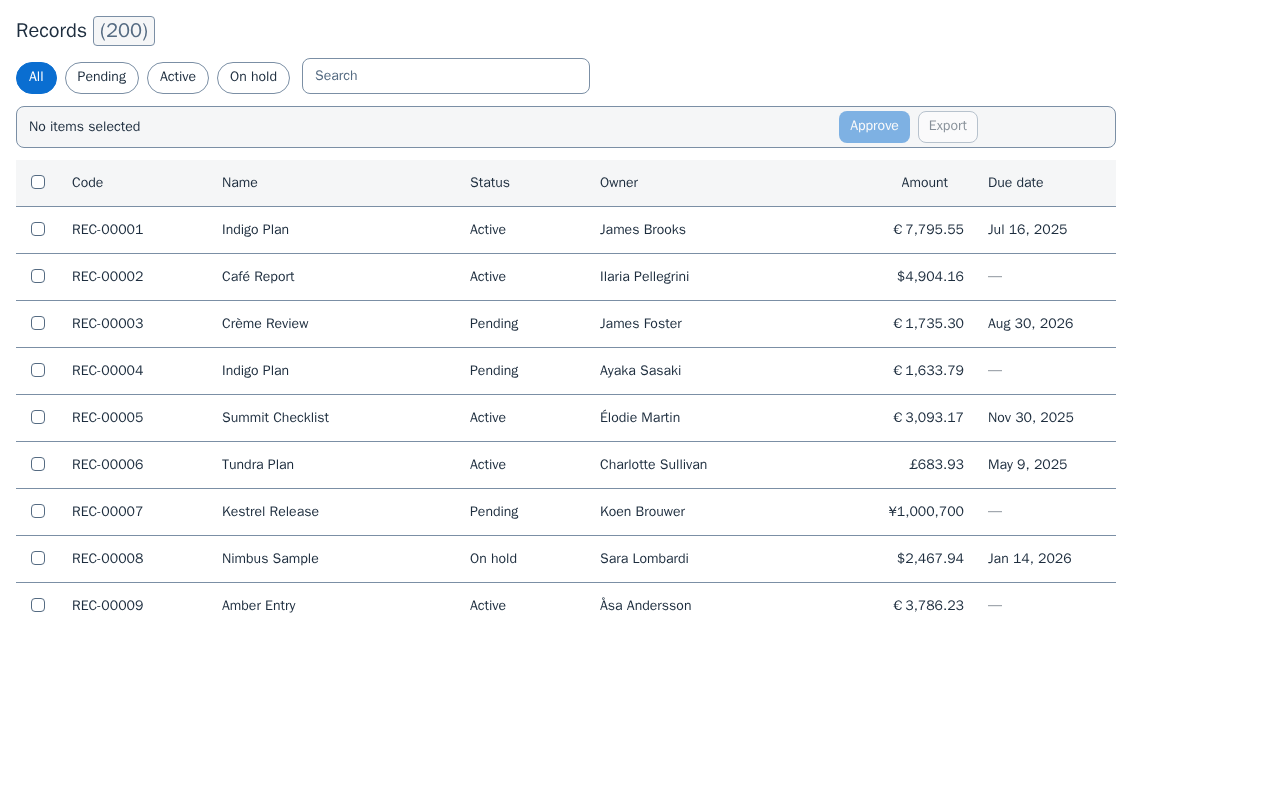 Records (200)
All Pending Active On hold Search
No items selected Approve Export
Code Name Status Owner Amount Due date
REC-00001 Indigo Plan Active James Brooks € 7,795.55 Jul 16, 2025
REC-00002 Café Report Active Ilaria Pellegrini $4,904.16 —
REC-00003 Crème Review Pending James Foster € 1,735.30 Aug 30, 2026
REC-00004 Indigo Plan Pending Ayaka Sasaki € 1,633.79 —
REC-00005 Summit Checklist Active Élodie Martin € 3,093.17 Nov 30, 2025
REC-00006 Tundra Plan Active Charlotte Sullivan £683.93 May 9, 2025
REC-00007 Kestrel Release Pending Koen Brouwer ¥1,000,700 —
REC-00008 Nimbus Sample On hold Sara Lombardi $2,467.94 Jan 14, 2026
REC-00009 Amber Entry Active Åsa Andersson € 3,786.23 —